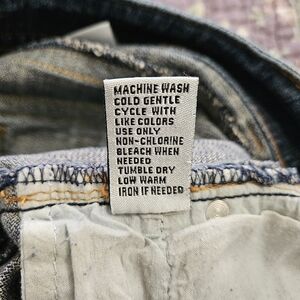 MACHINE WASH
COLD GENTLE
CYCLE WITH
LIKE COLORS
USE ONLY
NON-CHLORINE
BLEACH WHEN
NEEDED
TUMBLE DRY
LOW WARM
IRON IF NEEDED